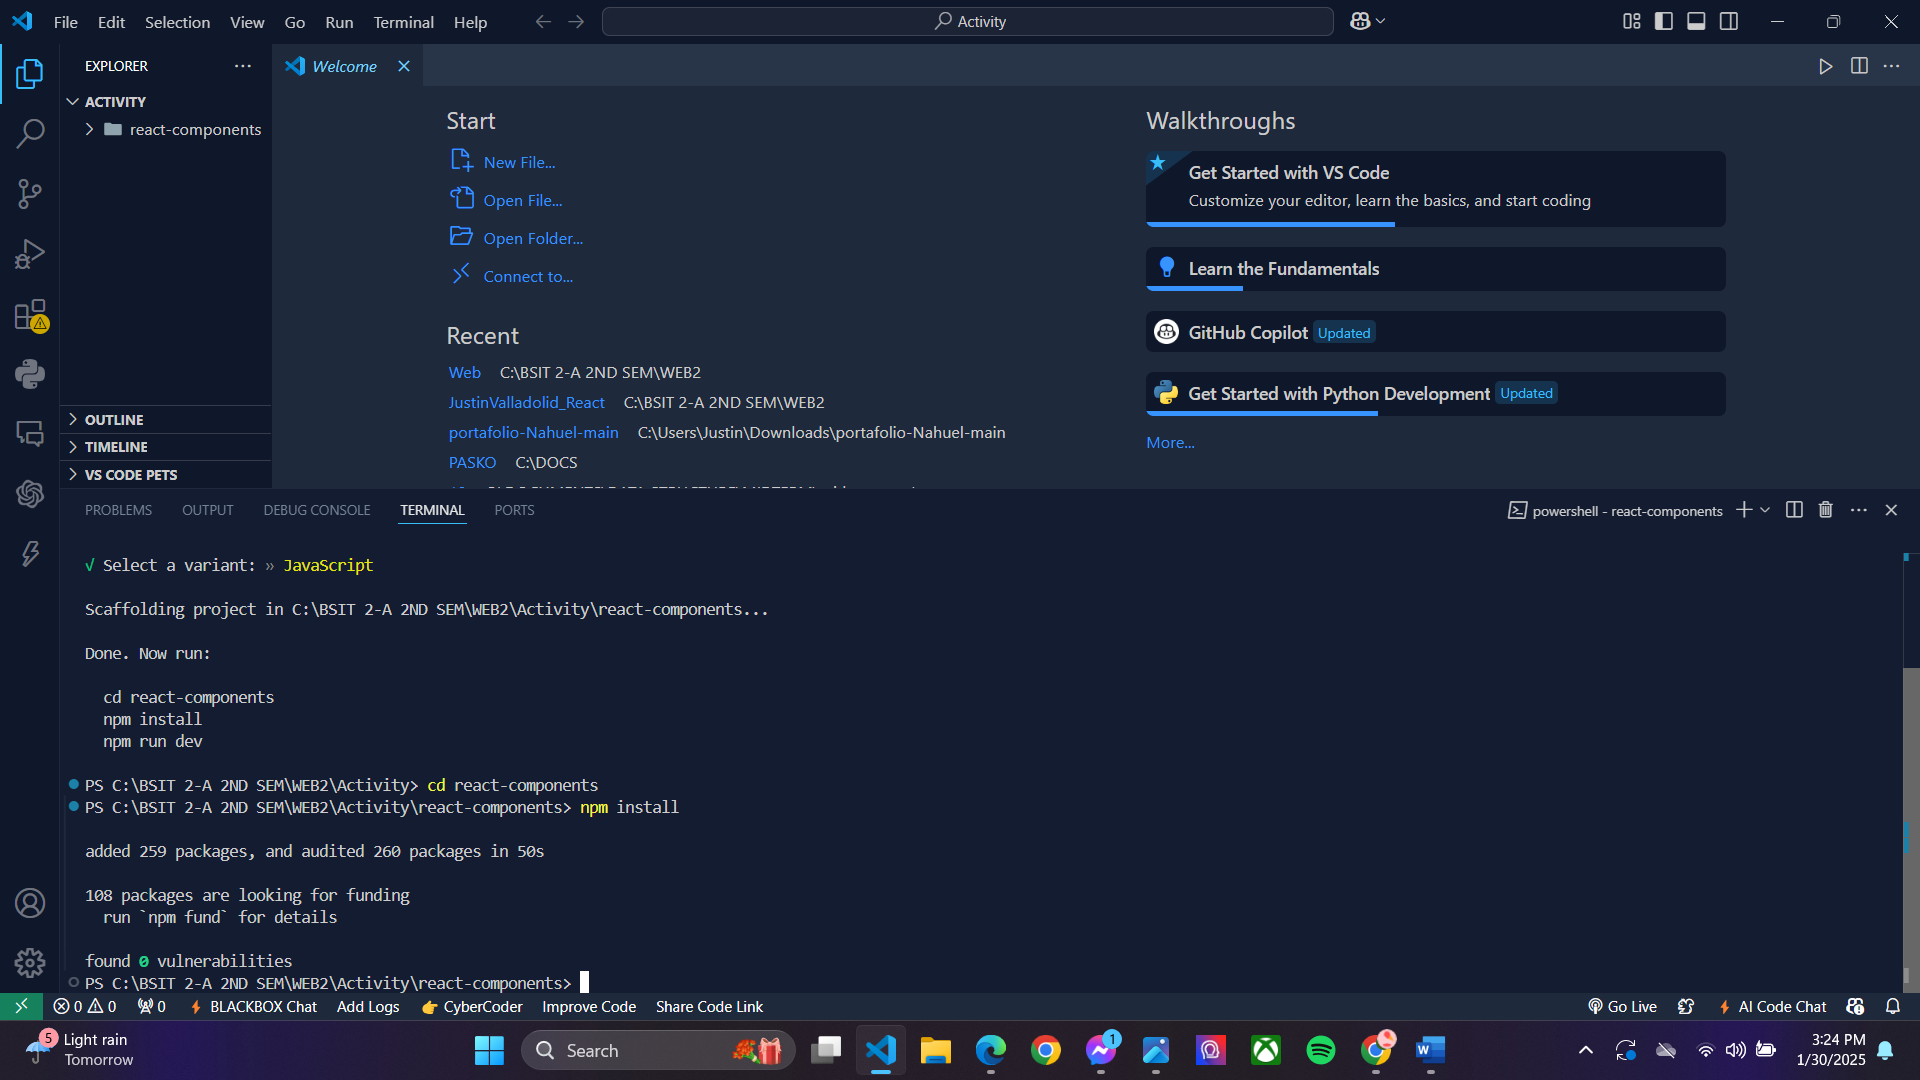 File Edit Selection View Go Run Terminal Help
Activity
EXPLORER
ACTIVITY
react-components
OUTLINE
TIMELINE
VS CODE PETS
Welcome
Start
New File...
Open File...
Open Folder...
Connect to...
Recent
Web C:\BSIT 2-A 2ND SEM\WEB2
JustinValladolid_React C:\BSIT 2-A 2ND SEM\WEB2
portafolio-Nahuel-main C:\Users\Justin\Downloads\portafolio-Nahuel-main
PASKO C:\DOCS
Walkthroughs
Get Started with VS Code
Customize your editor, learn the basics, and start coding
Learn the Fundamentals
GitHub Copilot Updated
Get Started with Python Development Updated
More...
PROBLEMS OUTPUT DEBUG CONSOLE TERMINAL PORTS
powershell - react-components
√ Select a variant: » JavaScript
Scaffolding project in C:\BSIT 2-A 2ND SEM\WEB2\Activity\react-components...
Done. Now run:
cd react-components
npm install
npm run dev
PS C:\BSIT 2-A 2ND SEM\WEB2\Activity> cd react-components
PS C:\BSIT 2-A 2ND SEM\WEB2\Activity\react-components> npm install
added 259 packages, and audited 260 packages in 50s
108 packages are looking for funding
run `npm fund` for details
found 0 vulnerabilities
PS C:\BSIT 2-A 2ND SEM\WEB2\Activity\react-components>
0 0 0 BLACKBOX Chat Add Logs CyberCoder Improve Code Share Code Link
Go Live AI Code Chat
5
Light rain
Tomorrow
Search
1
3:24 PM
1/30/2025